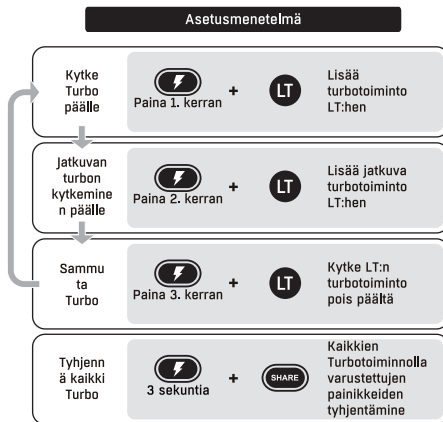 Asetusmenetelmä
Kytke
Turbo
päälle
Paina 1. kerran
+
LT
Lisää
turbotoiminto
LT:hen
Jatkuvan
turbon
kytkemine
n päälle
Paina 2. kerran
+
LT
Lisää jatkuva
turbotoiminto
LT:hen
Sammu
ta
Turbo
Paina 3. kerran
+
LT
Kytke LT:n
turbotoiminto
pois päältä
Tyhjenn
ä kaikki
Turbo
3 sekuntia
+
SHARE
Kaikkien
Turbotoiminnolla
varustettujen
painikkeiden
tyhjentämine